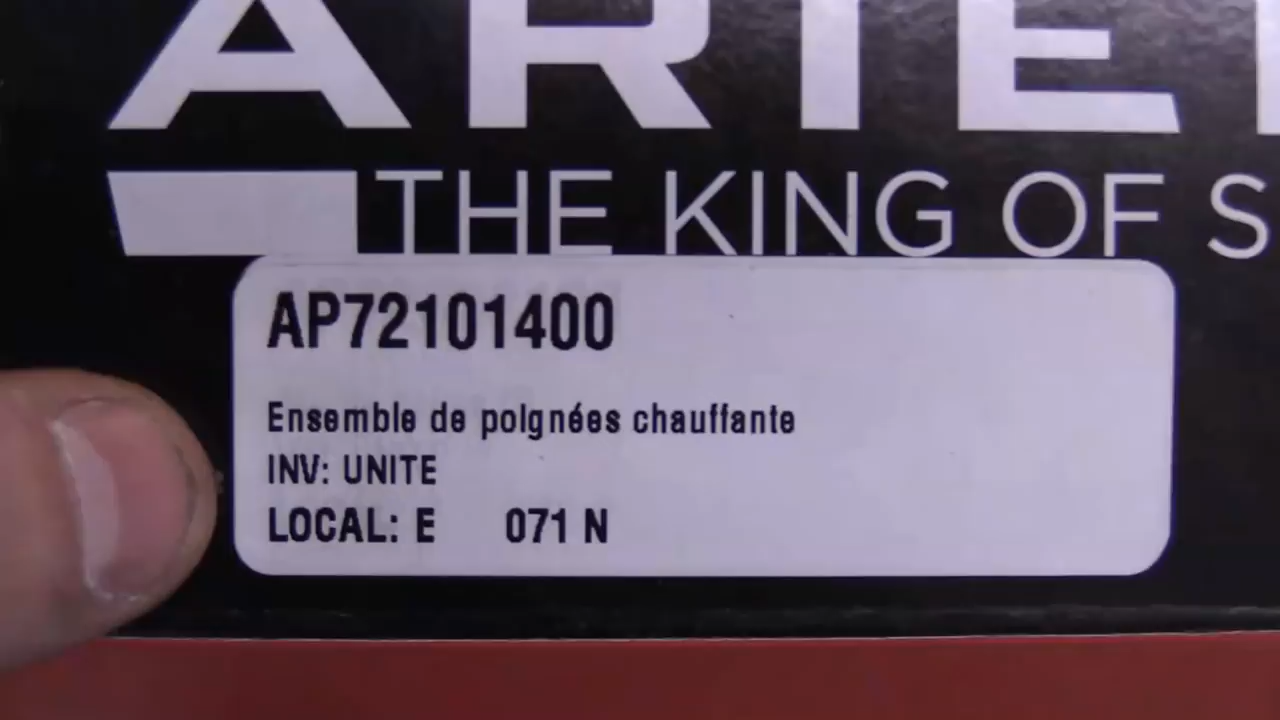 ARTE
THE KING OF S
AP72101400
Ensemble de poignées chauffante
INV: UNITE
LOCAL: E 071 N